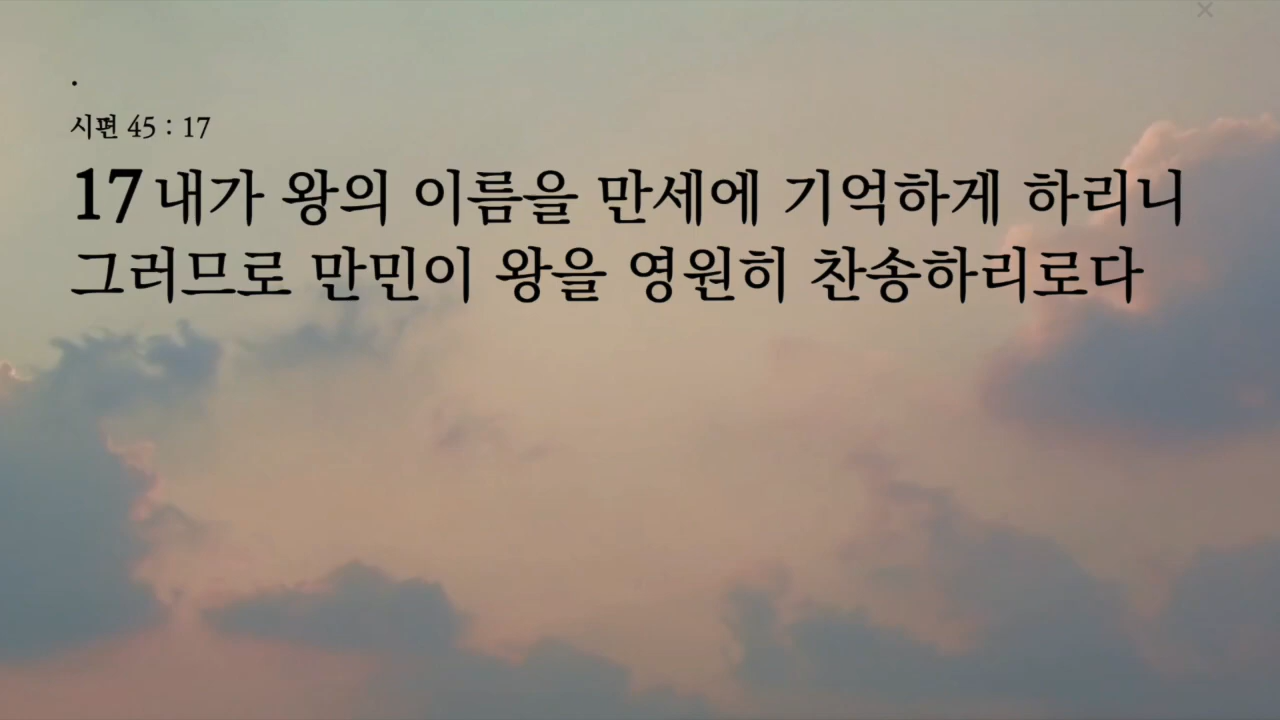 .
시편 45 : 17
17 내가 왕의 이름을 만세에 기억하게 하리니
그러므로 만민이 왕을 영원히 찬송하리로다